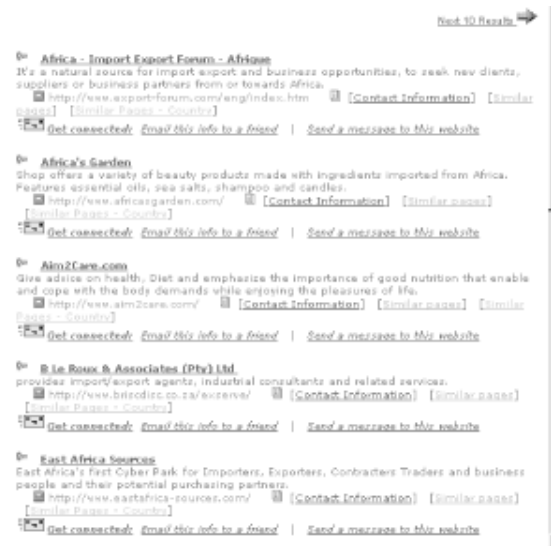 Next 10 Results
Africa - Import Export Forum - Afrique
It's a natural source for import export and business opportunities, to seek new clients,
suppliers or business partners from or towards Africa.
http://www.export-forum.com/eng/index.htm [Contact Information] [Similar
pages] [Similar Pages - Country]
Get connected: Email this info to a friend | Send a message to this website
Africa's Garden
Shop offers a variety of beauty products made with ingredients imported from Africa.
Features essential oils, sea salts, shampoo and candles.
http://www.africasgarden.com/ [Contact Information] [Similar pages]
[Similar Pages - Country]
Get connected: Email this info to a friend | Send a message to this website
Aim2Care.com
Give advice on health, Diet and emphasize the importance of good nutrition that enable
and cope with the body demands while enjoying the pleasures of life.
http://www.aim2care.com/ [Contact Information] [Similar pages] [Similar
Pages - Country]
Get connected: Email this info to a friend | Send a message to this website
B Le Roux & Associates (Pty) Ltd.
provides import/export agents, industrial consultants and related services.
http://www.briscdisc.co.za/exserve/ [Contact Information] [Similar pages]
[Similar Pages - Country]
Get connected: Email this info to a friend | Send a message to this website
East Africa Sources
East Africa's first Cyber Park for Importers, Exporters, Contracters Traders and business
people and their potential purchasing partners.
http://www.eastafrica-sources.com/ [Contact Information] [Similar pages]
[Similar Pages - Country]
Get connected: Email this info to a friend | Send a message to this website